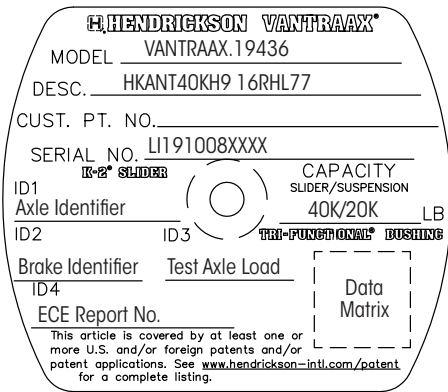 HENDRICKSON VANTRAAX®
MODEL VANTRAAX.19436
DESC. HKANT40KH9 16RHL77
CUST. PT. NO.
SERIAL NO. LI191008XXXX
K-2® SLIDER
CAPACITY
SLIDER/SUSPENSION
40K/20K LB
ID1
Axle Identifier
TRI-FUNCTIONAL® BUSHING
ID2 ID3
Brake Identifier Test Axle Load
Data
Matrix
ID4
ECE Report No.
This article is covered by at least one or
more U.S. and/or foreign patents and/or
patent applications. See www.hendrickson-intl.com/patent
for a complete listing.